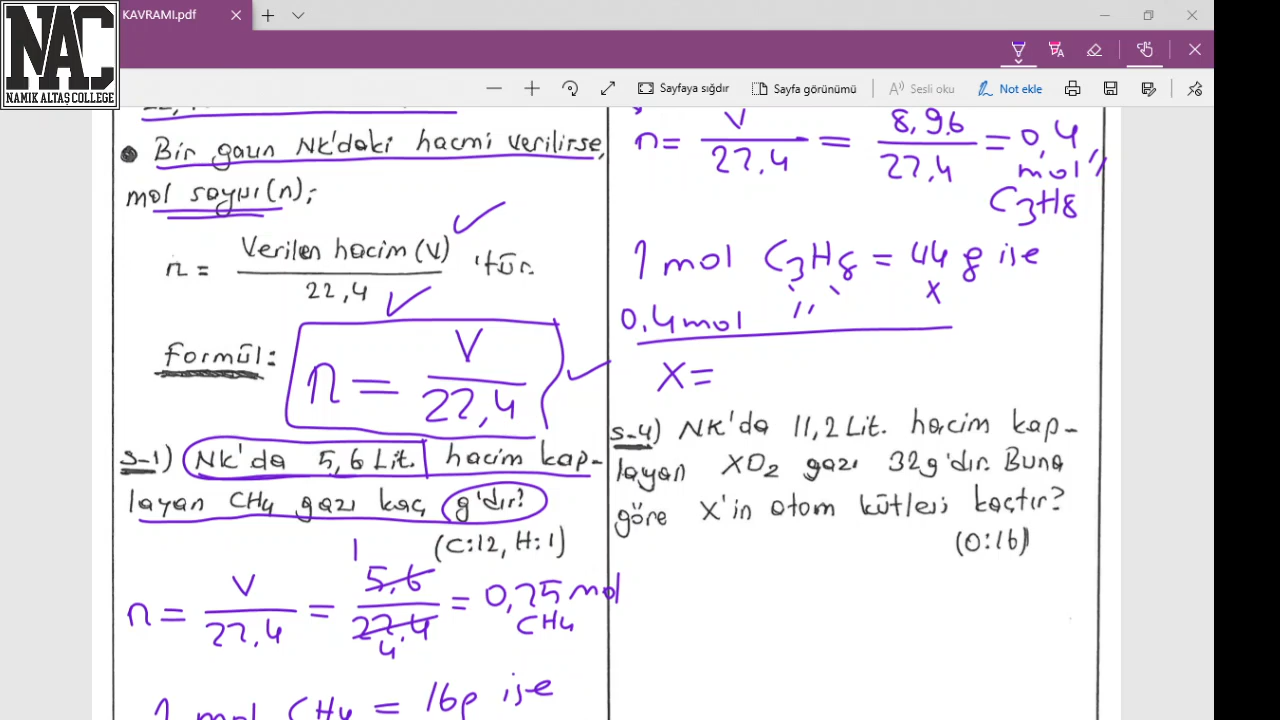 NAC
NAMIK ALTAŞ COLLEGE
KAVRAMI.pdf
Sayfaya sığdır
Sayfa görünümü
Sesli oku
Not ekle
Bir gazın NK'daki hacmi verilirse,
mol sayısı(n);
n = Verilen hacim (V) / 22,4 'tür.
Formül: n = V / 22,4
S-1) NK'da 5,6 Lit. hacim kap-
layan CH4 gazı kaç g'dır?
(C:12, H:1)
n = V / 22,4 = 5,6 / 22,4 = 0,25 mol
1
4
CH4
1 mol CH4 = 16g ise
n = V / 22,4 = 8,96 / 22,4 = 0,4
mol
C3H8
1 mol C3H8 = 44 g ise
0,4 mol " x
X=
S-4) NK'da 11,2 Lit. hacim kap-
layan XO2 gazı 32g'dır. Buna
göre X'in atom kütlesi kaçtır?
(O:16)